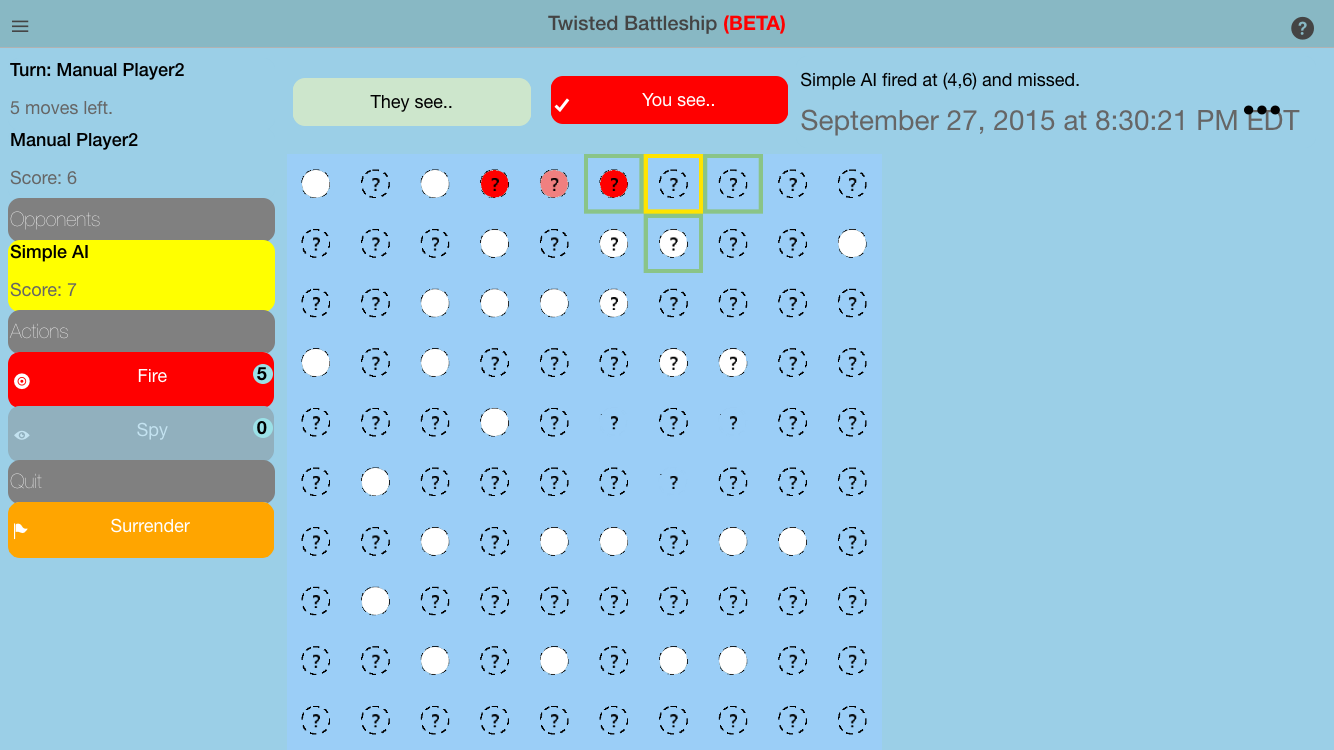 Twisted Battleship (BETA)
?
Turn: Manual Player2
5 moves left.
Manual Player2
Score: 6
Opponents
Simple AI
Score: 7
Actions
Fire
5
Spy
0
Quit
Surrender
They see..
You see..
Simple AI fired at (4,6) and missed.
September 27, 2015 at 8:30:21 PM EDT
? ? ? ? ? ? ? ?
? ? ? ? ? ? ? ?
? ? ? ? ? ? ?
? ? ? ? ? ? ? ?
? ? ? ? ? ? ? ? ?
? ? ? ? ? ? ? ? ?
? ? ? ? ?
? ? ? ? ? ? ? ? ?
? ? ? ? ? ?
? ? ? ? ? ? ? ? ? ?